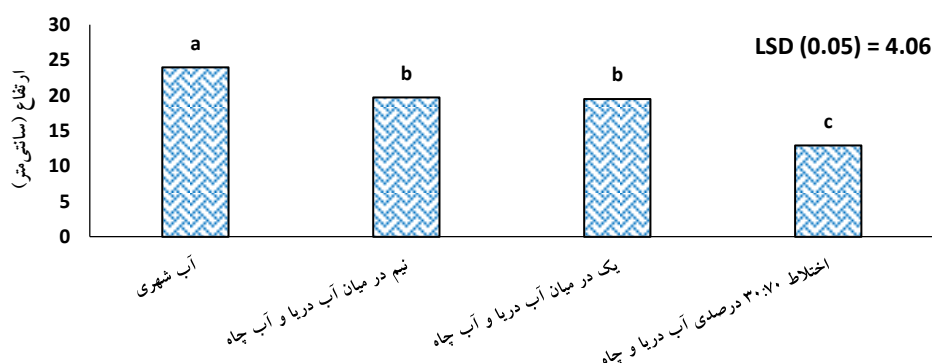 LSD (0.05) = 4.06
ارتفاع (سانتی‌متر)
30
25
20
15
10
5
0
a
b
b
c
آب شهری
نیم در میان آب دریا و آب چاه
یک در میان آب دریا و آب چاه
اختلاط ۳۰:۷۰ درصدی آب دریا و چاه